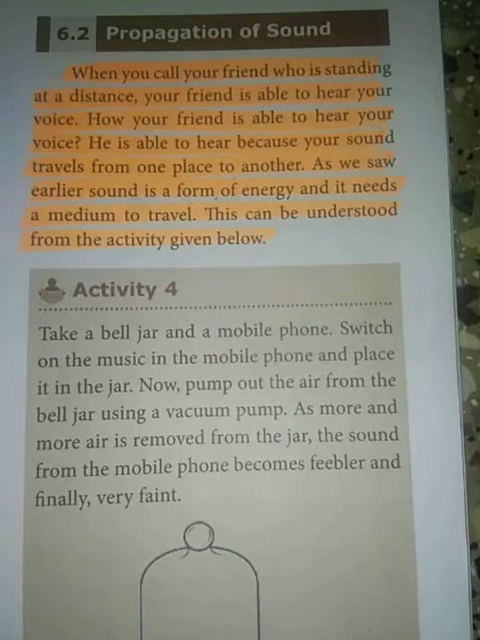 6.2 Propagation of Sound
When you call your friend who is standing
at a distance, your friend is able to hear your
voice. How your friend is able to hear your
voice? He is able to hear because your sound
travels from one place to another. As we saw
earlier sound is a form of energy and it needs
a medium to travel. This can be understood
from the activity given below.
Activity 4
Take a bell jar and a mobile phone. Switch
on the music in the mobile phone and place
it in the jar. Now, pump out the air from the
bell jar using a vacuum pump. As more and
more air is removed from the jar, the sound
from the mobile phone becomes feebler and
finally, very faint.